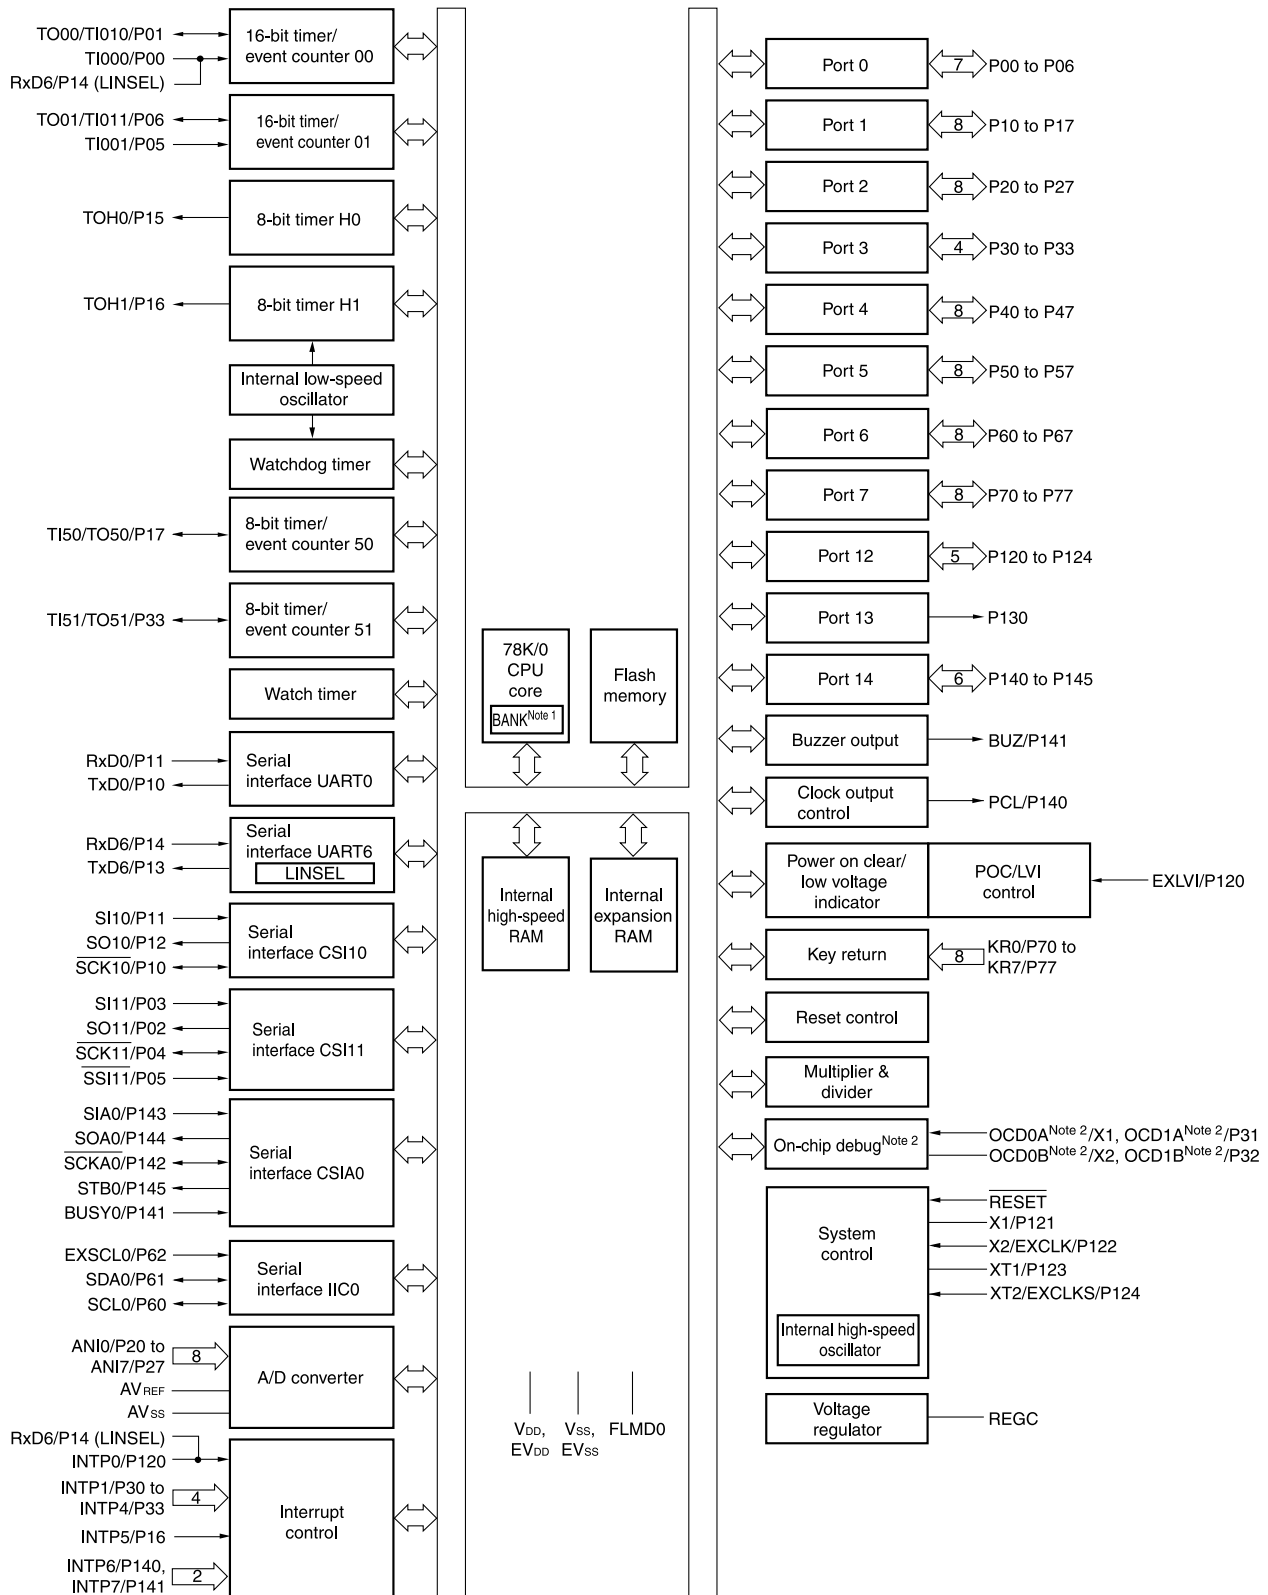 TO00/TI010/P01
TI000/P00
RxD6/P14 (LINSEL)
16-bit timer/
event counter 00
TO01/TI011/P06
TI001/P05
16-bit timer/
event counter 01
TOH0/P15
8-bit timer H0
TOH1/P16
8-bit timer H1
Internal low-speed
oscillator
Watchdog timer
TI50/TO50/P17
8-bit timer/
event counter 50
TI51/TO51/P33
8-bit timer/
event counter 51
Watch timer
RxD0/P11
TxD0/P10
Serial
interface UART0
RxD6/P14
TxD6/P13
Serial
interface UART6
LINSEL
SI10/P11
SO10/P12
SCK10/P10
Serial
interface CSI10
SI11/P03
SO11/P02
SCK11/P04
SSI11/P05
Serial
interface CSI11
SIA0/P143
SOA0/P144
SCKA0/P142
STB0/P145
BUSY0/P141
Serial
interface CSIA0
EXSCL0/P62
SDA0/P61
SCL0/P60
Serial
interface IIC0
ANI0/P20 to
ANI7/P27
8
AVREF
AVSS
A/D converter
RxD6/P14 (LINSEL)
INTP0/P120
INTP1/P30 to
INTP4/P33
4
INTP5/P16
INTP6/P140,
INTP7/P141
2
Interrupt
control
78K/0
CPU
core
BANKNote 1
Flash
memory
Internal
high-speed
RAM
Internal
expansion
RAM
VDD,
EVDD
VSS,
EVSS
FLMD0
Port 0
7
P00 to P06
Port 1
8
P10 to P17
Port 2
8
P20 to P27
Port 3
4
P30 to P33
Port 4
8
P40 to P47
Port 5
8
P50 to P57
Port 6
8
P60 to P67
Port 7
8
P70 to P77
Port 12
5
P120 to P124
Port 13
P130
Port 14
6
P140 to P145
Buzzer output
BUZ/P141
Clock output
control
PCL/P140
Power on clear/
low voltage
indicator
POC/LVI
control
EXLVI/P120
Key return
8
KR0/P70 to
KR7/P77
Reset control
Multiplier &
divider
On-chip debugNote 2
OCD0ANote 2/X1, OCD1ANote 2/P31
OCD0BNote 2/X2, OCD1BNote 2/P32
System
control
Internal high-speed
oscillator
RESET
X1/P121
X2/EXCLK/P122
XT1/P123
XT2/EXCLKS/P124
Voltage
regulator
REGC